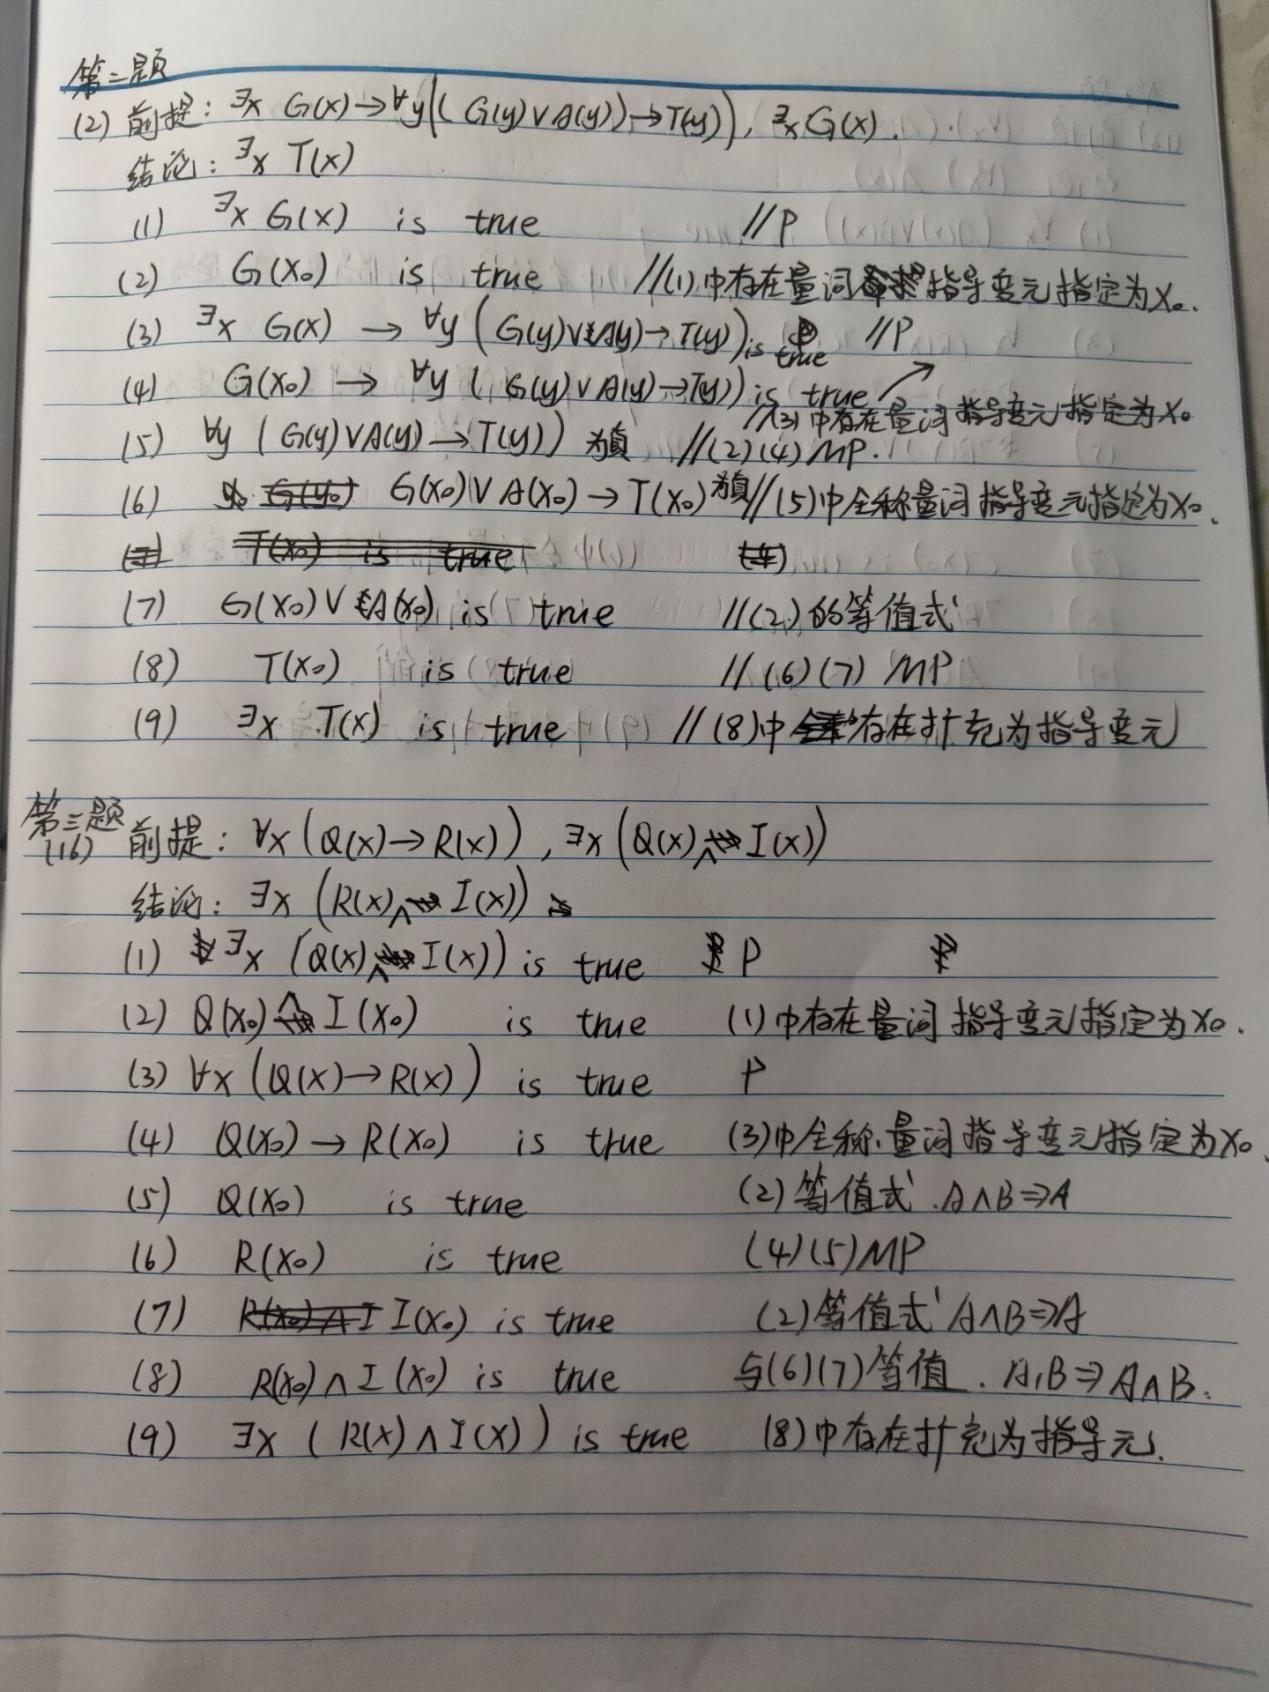 第二题
(2) 前提: ∃x G(x)→∀y((G(y)∨A(y))→T(y)), ∃x G(x).
结论: ∃x T(x)
(1) ∃x G(x) is true //P
(2) G(x₀) is true //(1)中存在量词指导变元指定为x₀.
(3) ∃x G(x) → ∀y (G(y)∨A(y)→T(y)) is true //P
(4) G(x₀) → ∀y (G(y)∨A(y)→T(y)) is true
//(3)中存在量词指导变元指定为x₀
(5) ∀y (G(y)∨A(y)→T(y)) 为真 //(2)(4)MP.
(6) G(x₀)∨A(x₀)→T(x₀) 为真 //(5)中全称量词指导变元指定为x₀.
T(x₀) is true
(7) G(x₀)∨A(x₀) is true //(2)的等值式
(8) T(x₀) is true //(6)(7) MP
(9) ∃x T(x) is true //(8)中存在扩充为指导变元
第三题
(16) 前提: ∀x(Q(x)→R(x)), ∃x(Q(x)∧I(x))
结论: ∃x (R(x)∧I(x))
(1) ∃x (Q(x)∧I(x)) is true P
(2) Q(x₀)∧I(x₀) is true (1)中存在量词指导变元指定为x₀.
(3) ∀x(Q(x)→R(x)) is true P
(4) Q(x₀)→R(x₀) is true (3)中全称量词指导变元指定为x₀
(5) Q(x₀) is true (2)等值式.A∧B⇒A
(6) R(x₀) is true (4)(5)MP
(7) R(x₀)∧I I(x₀) is true (2)等值式A∧B⇒A
(8) R(x₀)∧I(x₀) is true 与(6)(7)等值.A,B⇒A∧B.
(9) ∃x (R(x)∧I(x)) is true (8)中存在扩充为指导元.